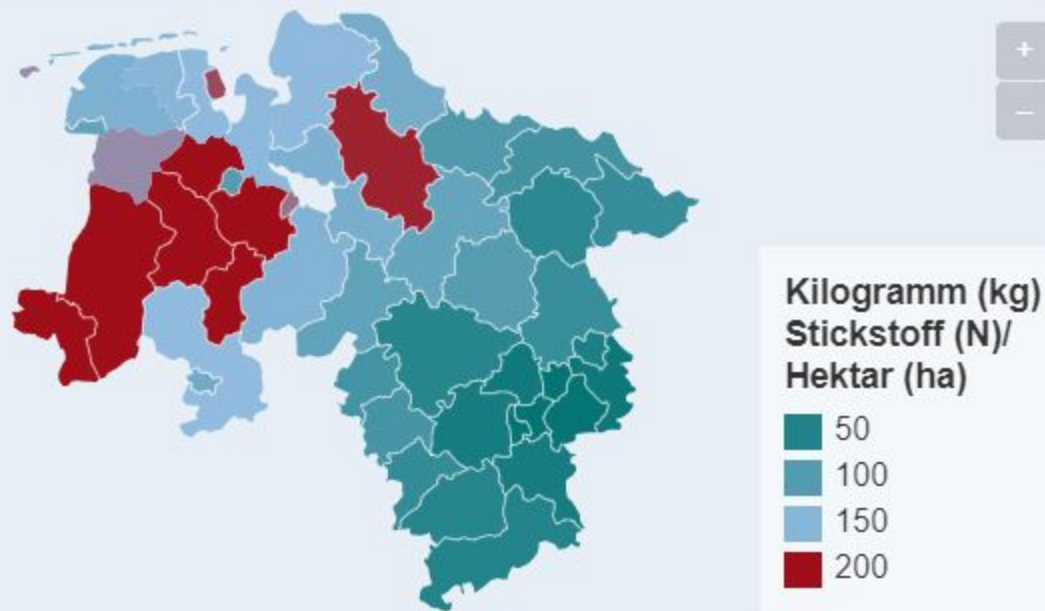 +
–
Kilogramm (kg)
Stickstoff (N)/
Hektar (ha)
50
100
150
200